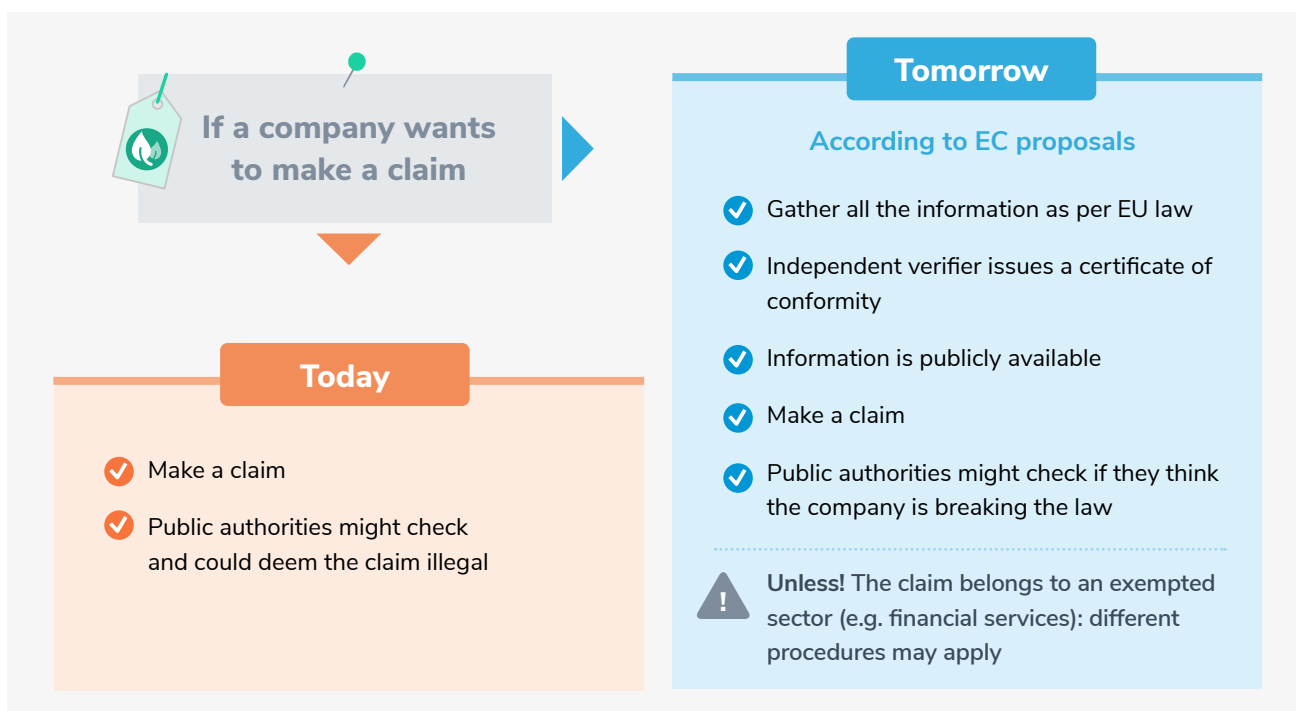 If a company wants
to make a claim
Today
Make a claim
Public authorities might check
and could deem the claim illegal
Tomorrow
According to EC proposals
Gather all the information as per EU law
Independent verifier issues a certificate of
conformity
Information is publicly available
Make a claim
Public authorities might check if they think
the company is breaking the law
Unless! The claim belongs to an exempted
sector (e.g. financial services): different
procedures may apply